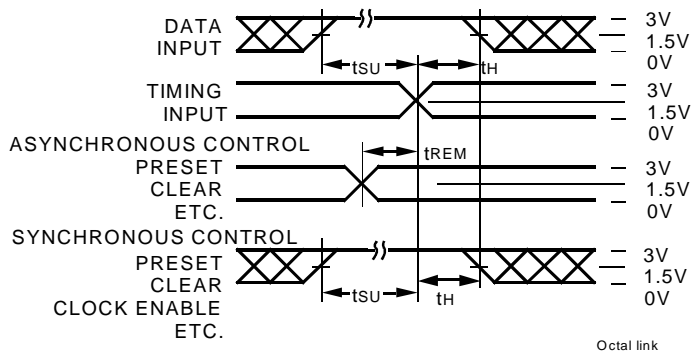 DATA
INPUT
tSU
tH
3V
1.5V
0V
TIMING
INPUT
3V
1.5V
0V
ASYNCHRONOUS CONTROL
PRESET
CLEAR
ETC.
tREM
3V
1.5V
0V
SYNCHRONOUS CONTROL
PRESET
CLEAR
CLOCK ENABLE
ETC.
tSU
tH
3V
1.5V
0V
Octal link